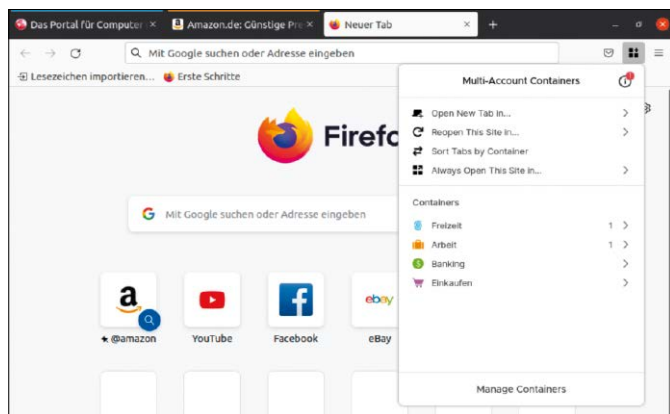 Das Portal für Computer
Amazon.de: Günstige Pre
Neuer Tab
Mit Google suchen oder Adresse eingeben
Lesezeichen importieren...
Erste Schritte
Firefo
Mit Google suchen oder Adresse eingeben
@amazon
YouTube
Facebook
eBay
Multi-Account Containers
Open New Tab in...
Reopen This Site in...
Sort Tabs by Container
Always Open This Site in...
Containers
Freizeit 1
Arbeit 1
Banking
Einkaufen
Manage Containers